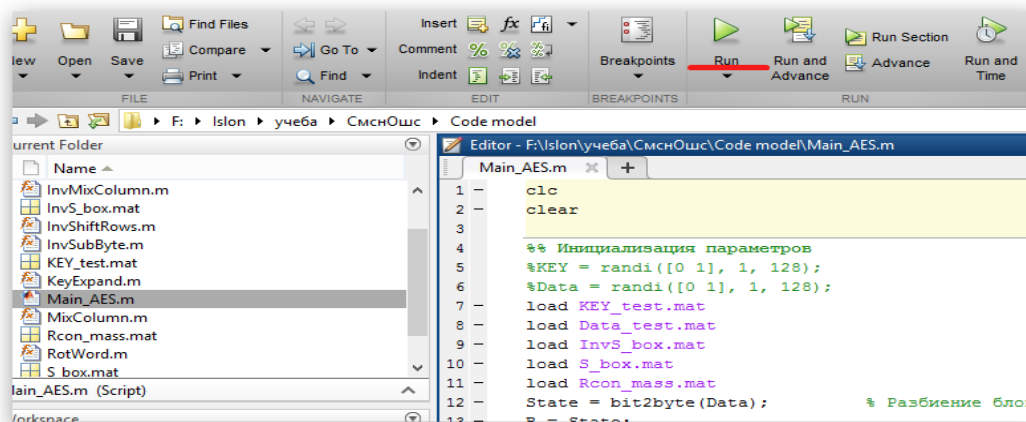 Find Files
Insert fx
Compare
Go To
Comment
Run Section
New
Open
Save
Print
Find
Indent
Breakpoints
Run
Run and Advance
Advance
Run and Time
FILE
NAVIGATE
EDIT
BREAKPOINTS
RUN
F: Islon учеба СмснОшс Code model
urrent Folder
Name
InvMixColumn.m
InvS_box.mat
InvShiftRows.m
InvSubByte.m
KEY_test.mat
KeyExpand.m
Main_AES.m
MixColumn.m
Rcon_mass.mat
RotWord.m
S_box.mat
lain_AES.m (Script)
Workspace
Editor - F:\Islon\учеба\СмснОшс\Code model\Main_AES.m
Main_AES.m
1 clc
2 clear
3
4 %% Инициализация параметров
5 %KEY = randi([0 1], 1, 128);
6 %Data = randi([0 1], 1, 128);
7 load KEY_test.mat
8 load Data_test.mat
9 load InvS_box.mat
10 load S_box.mat
11 load Rcon_mass.mat
12 State = bit2byte(Data); % Разбиение бло